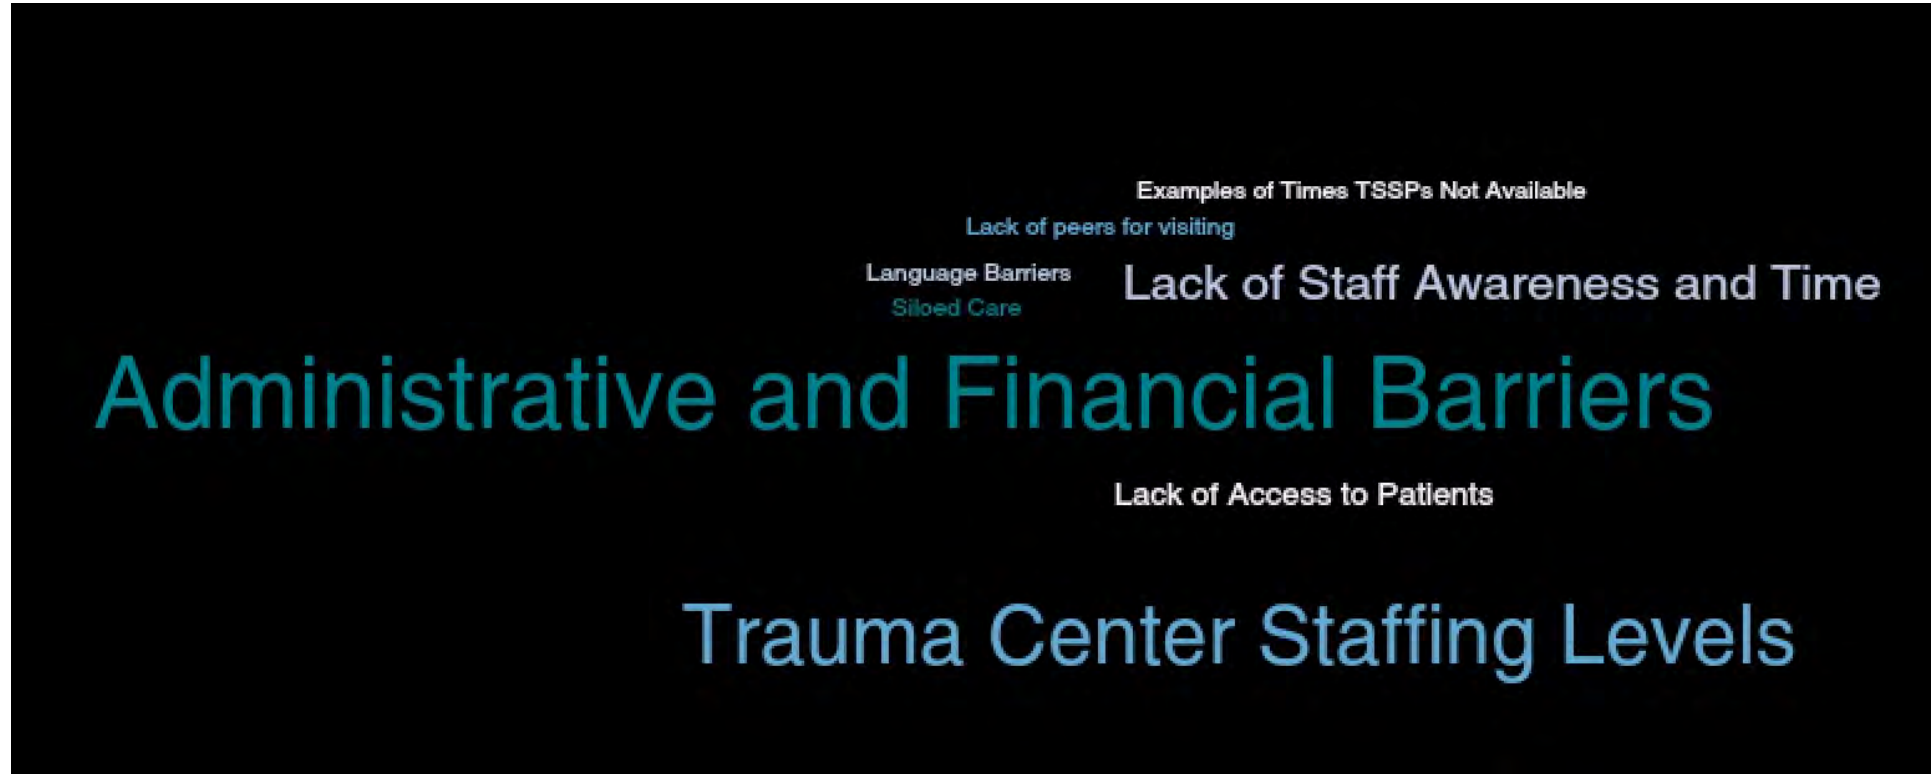 Examples of Times TSSPs Not Available
Lack of peers for visiting
Language Barriers
Lack of Staff Awareness and Time
Siloed Care
Administrative and Financial Barriers
Lack of Access to Patients
Trauma Center Staffing Levels